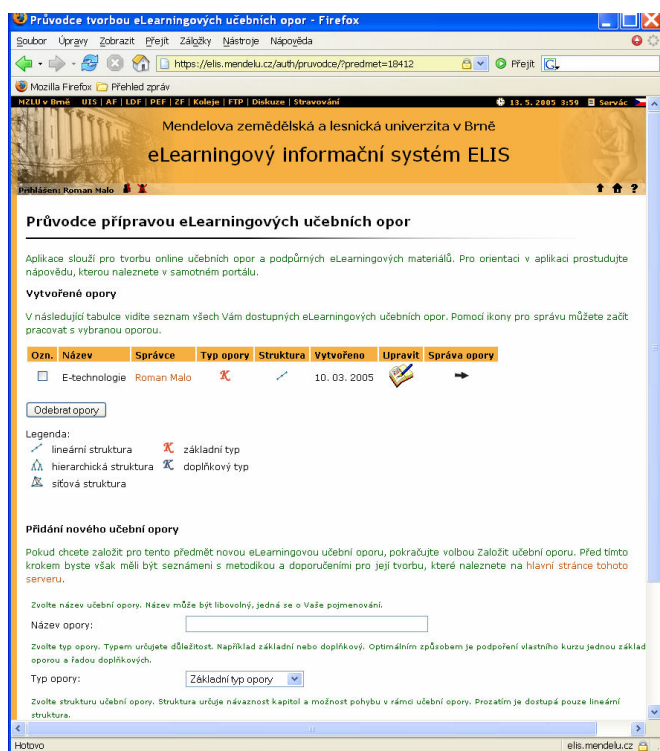 Průvodce tvorbou eLearningových učebních opor - Firefox
Soubor Úpravy Zobrazit Přejít Záložky Nástroje Nápověda
https://elis.mendelu.cz/auth/pruvodce/?predmet=18412 Přejít
Mozilla Firefox Přehled zpráv
MZLU v Brně UIS | AF | LDF | PEF | ZF | Koleje | FTP | Diskuze | Stravování 13. 5. 2005 3:59 Servác
Mendelova zemědělská a lesnická univerzita v Brně
eLearningový informační systém ELIS
Přihlášen: Roman Malo
Průvodce přípravou eLearningových učebních opor
Aplikace slouží pro tvorbu online učebních opor a podpůrných eLearningových materiálů. Pro orientaci v aplikaci prostudujte
nápovědu, kterou naleznete v samotném portálu.
Vytvořené opory
V následující tabulce vidíte seznam všech Vám dostupných eLearningových učebních opor. Pomocí ikony pro správu můžete začít
pracovat s vybranou oporou.
Ozn. Název Správce Typ opory Struktura Vytvořeno Upravit Správa opory
E-technologie Roman Malo K 10. 03. 2005
Odebrat opory
Legenda:
lineární struktura K základní typ
hierarchická struktura K doplňkový typ
síťová struktura
Přidání nového učební opory
Pokud chcete založit pro tento předmět novou eLearningovou učební oporu, pokračujte volbou Založit učební oporu. Před tímto
krokem byste však měli být seznámeni s metodikou a doporučeními pro její tvorbu, které naleznete na hlavní stránce tohoto
serveru.
Zvolte název učební opory. Název může být libovolný, jedná se o Vaše pojmenování.
Název opory:
Zvolte typ opory. Typem určujete důležitost. Například základní nebo doplňkový. Optimálním způsobem je podpoření vlastního kurzu jednou základ
oporou a řadou doplňkových.
Typ opory: Základní typ opory
Zvolte strukturu učební opory. Struktura určuje návaznost kapitol a možnost pohybu v rámci učební opory. Prozatím je dostupá pouze lineární
struktura.
Hotovo elis.mendelu.cz